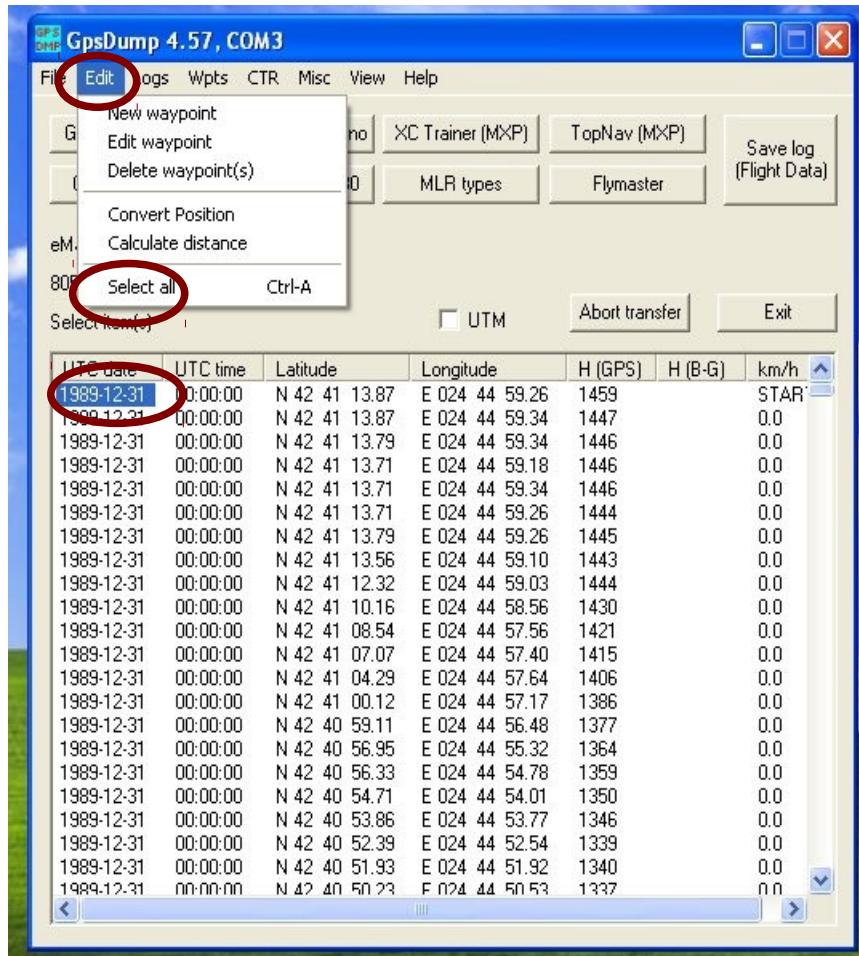 GPS DMP GpsDump 4.57, COM3
File Edit Logs Wpts CTR Misc View Help
New waypoint
Edit waypoint
Delete waypoint(s)
Convert Position
Calculate distance
Select all Ctrl-A
G no XC Trainer (MXP) TopNav (MXP) Save log
(Flight Data)
MLR types Flymaster
eM
Select item(s) UTM Abort transfer Exit
UTC date UTC time Latitude Longitude H (GPS) H (B-G) km/h
1989-12-31 00:00:00 N 42 41 13.87 E 024 44 59.26 1459 START
1989-12-31 00:00:00 N 42 41 13.87 E 024 44 59.34 1447 0.0
1989-12-31 00:00:00 N 42 41 13.79 E 024 44 59.34 1446 0.0
1989-12-31 00:00:00 N 42 41 13.71 E 024 44 59.18 1446 0.0
1989-12-31 00:00:00 N 42 41 13.71 E 024 44 59.34 1446 0.0
1989-12-31 00:00:00 N 42 41 13.71 E 024 44 59.26 1444 0.0
1989-12-31 00:00:00 N 42 41 13.79 E 024 44 59.26 1445 0.0
1989-12-31 00:00:00 N 42 41 13.56 E 024 44 59.10 1443 0.0
1989-12-31 00:00:00 N 42 41 12.32 E 024 44 59.03 1444 0.0
1989-12-31 00:00:00 N 42 41 10.16 E 024 44 58.56 1430 0.0
1989-12-31 00:00:00 N 42 41 08.54 E 024 44 57.56 1421 0.0
1989-12-31 00:00:00 N 42 41 07.07 E 024 44 57.40 1415 0.0
1989-12-31 00:00:00 N 42 41 04.29 E 024 44 57.64 1406 0.0
1989-12-31 00:00:00 N 42 41 00.12 E 024 44 57.17 1386 0.0
1989-12-31 00:00:00 N 42 40 59.11 E 024 44 56.48 1377 0.0
1989-12-31 00:00:00 N 42 40 56.95 E 024 44 55.32 1364 0.0
1989-12-31 00:00:00 N 42 40 56.33 E 024 44 54.78 1359 0.0
1989-12-31 00:00:00 N 42 40 54.71 E 024 44 54.01 1350 0.0
1989-12-31 00:00:00 N 42 40 53.86 E 024 44 53.77 1346 0.0
1989-12-31 00:00:00 N 42 40 52.39 E 024 44 52.54 1339 0.0
1989-12-31 00:00:00 N 42 40 51.93 E 024 44 51.92 1340 0.0
1989-12-31 00:00:00 N 42 40 50.23 E 024 44 50.53 1337 0.0